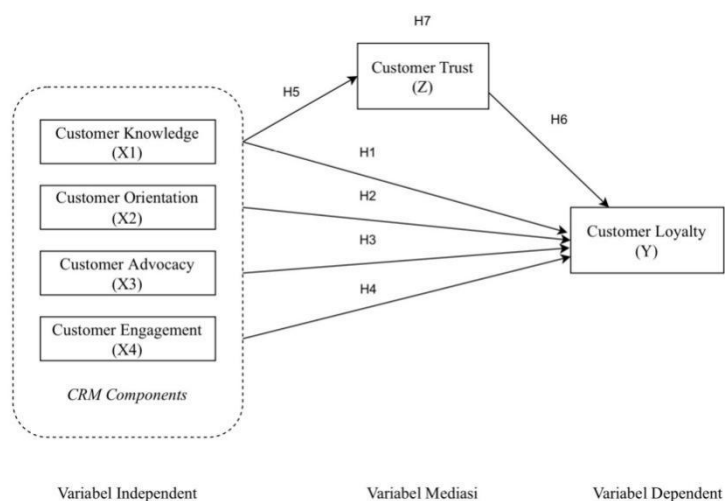 H7
Customer Trust
(Z)
H5
H6
Customer Knowledge
(X1)
H1
Customer Orientation
(X2)
H2
Customer Loyalty
(Y)
H3
Customer Advocacy
(X3)
H4
Customer Engagement
(X4)
CRM Components
Variabel Independent
Variabel Mediasi
Variabel Dependent